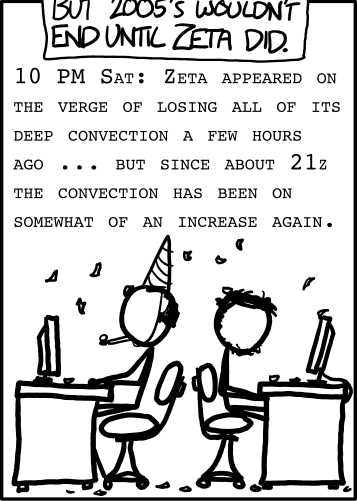 BUT 2005'S WOULDN'T
END UNTIL ZETA DID.
10 PM SAT: ZETA APPEARED ON
THE VERGE OF LOSING ALL OF ITS
DEEP CONVECTION A FEW HOURS
AGO ... BUT SINCE ABOUT 21Z
THE CONVECTION HAS BEEN ON
SOMEWHAT OF AN INCREASE AGAIN.